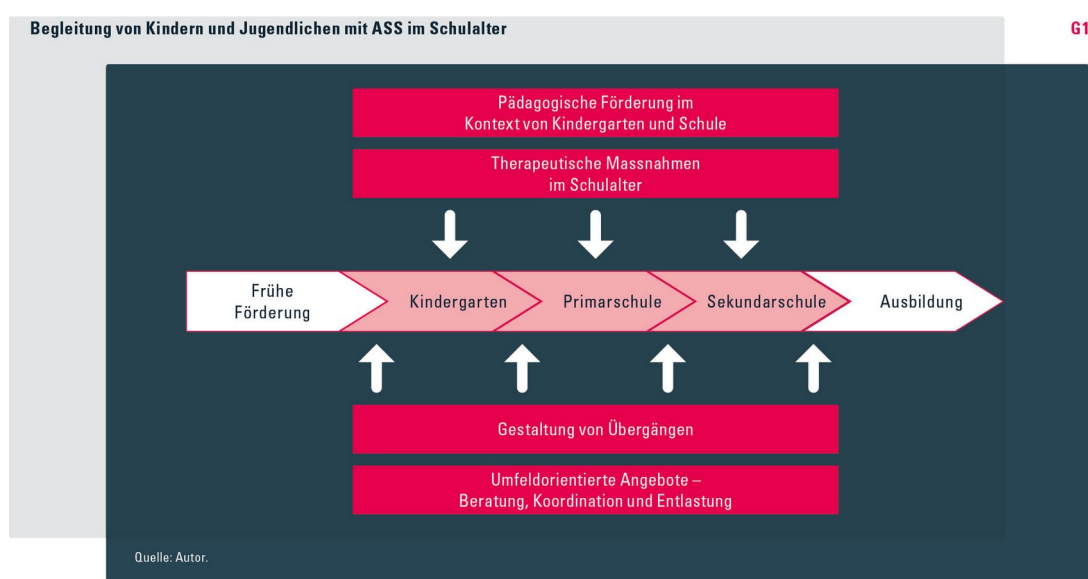 Begleitung von Kindern und Jugendlichen mit ASS im Schulalter
G1
Pädagogische Förderung im
Kontext von Kindergarten und Schule
Therapeutische Massnahmen
im Schulalter
Frühe
Förderung
Kindergarten
Primarschule
Sekundarschule
Ausbildung
Gestaltung von Übergängen
Umfeldorientierte Angebote –
Beratung, Koordination und Entlastung
Quelle: Autor.